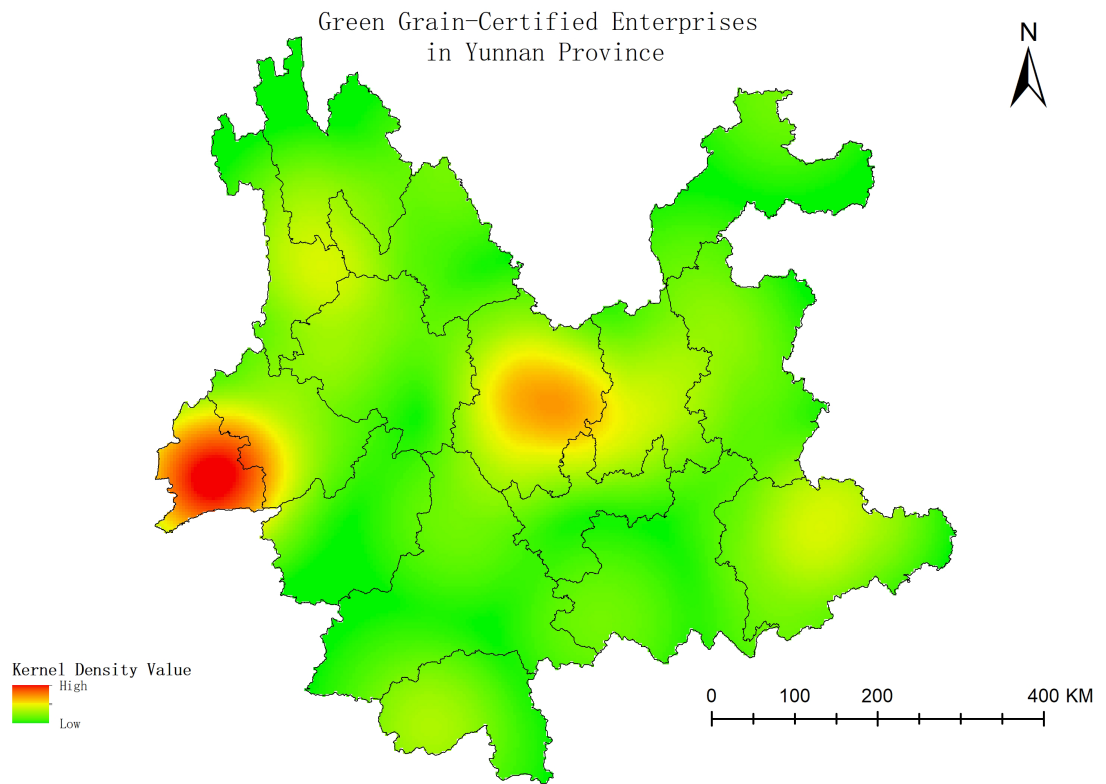 Green Grain-Certified Enterprises
in Yunnan Province
N
Kernel Density Value
High
Low
0 100 200 400 KM